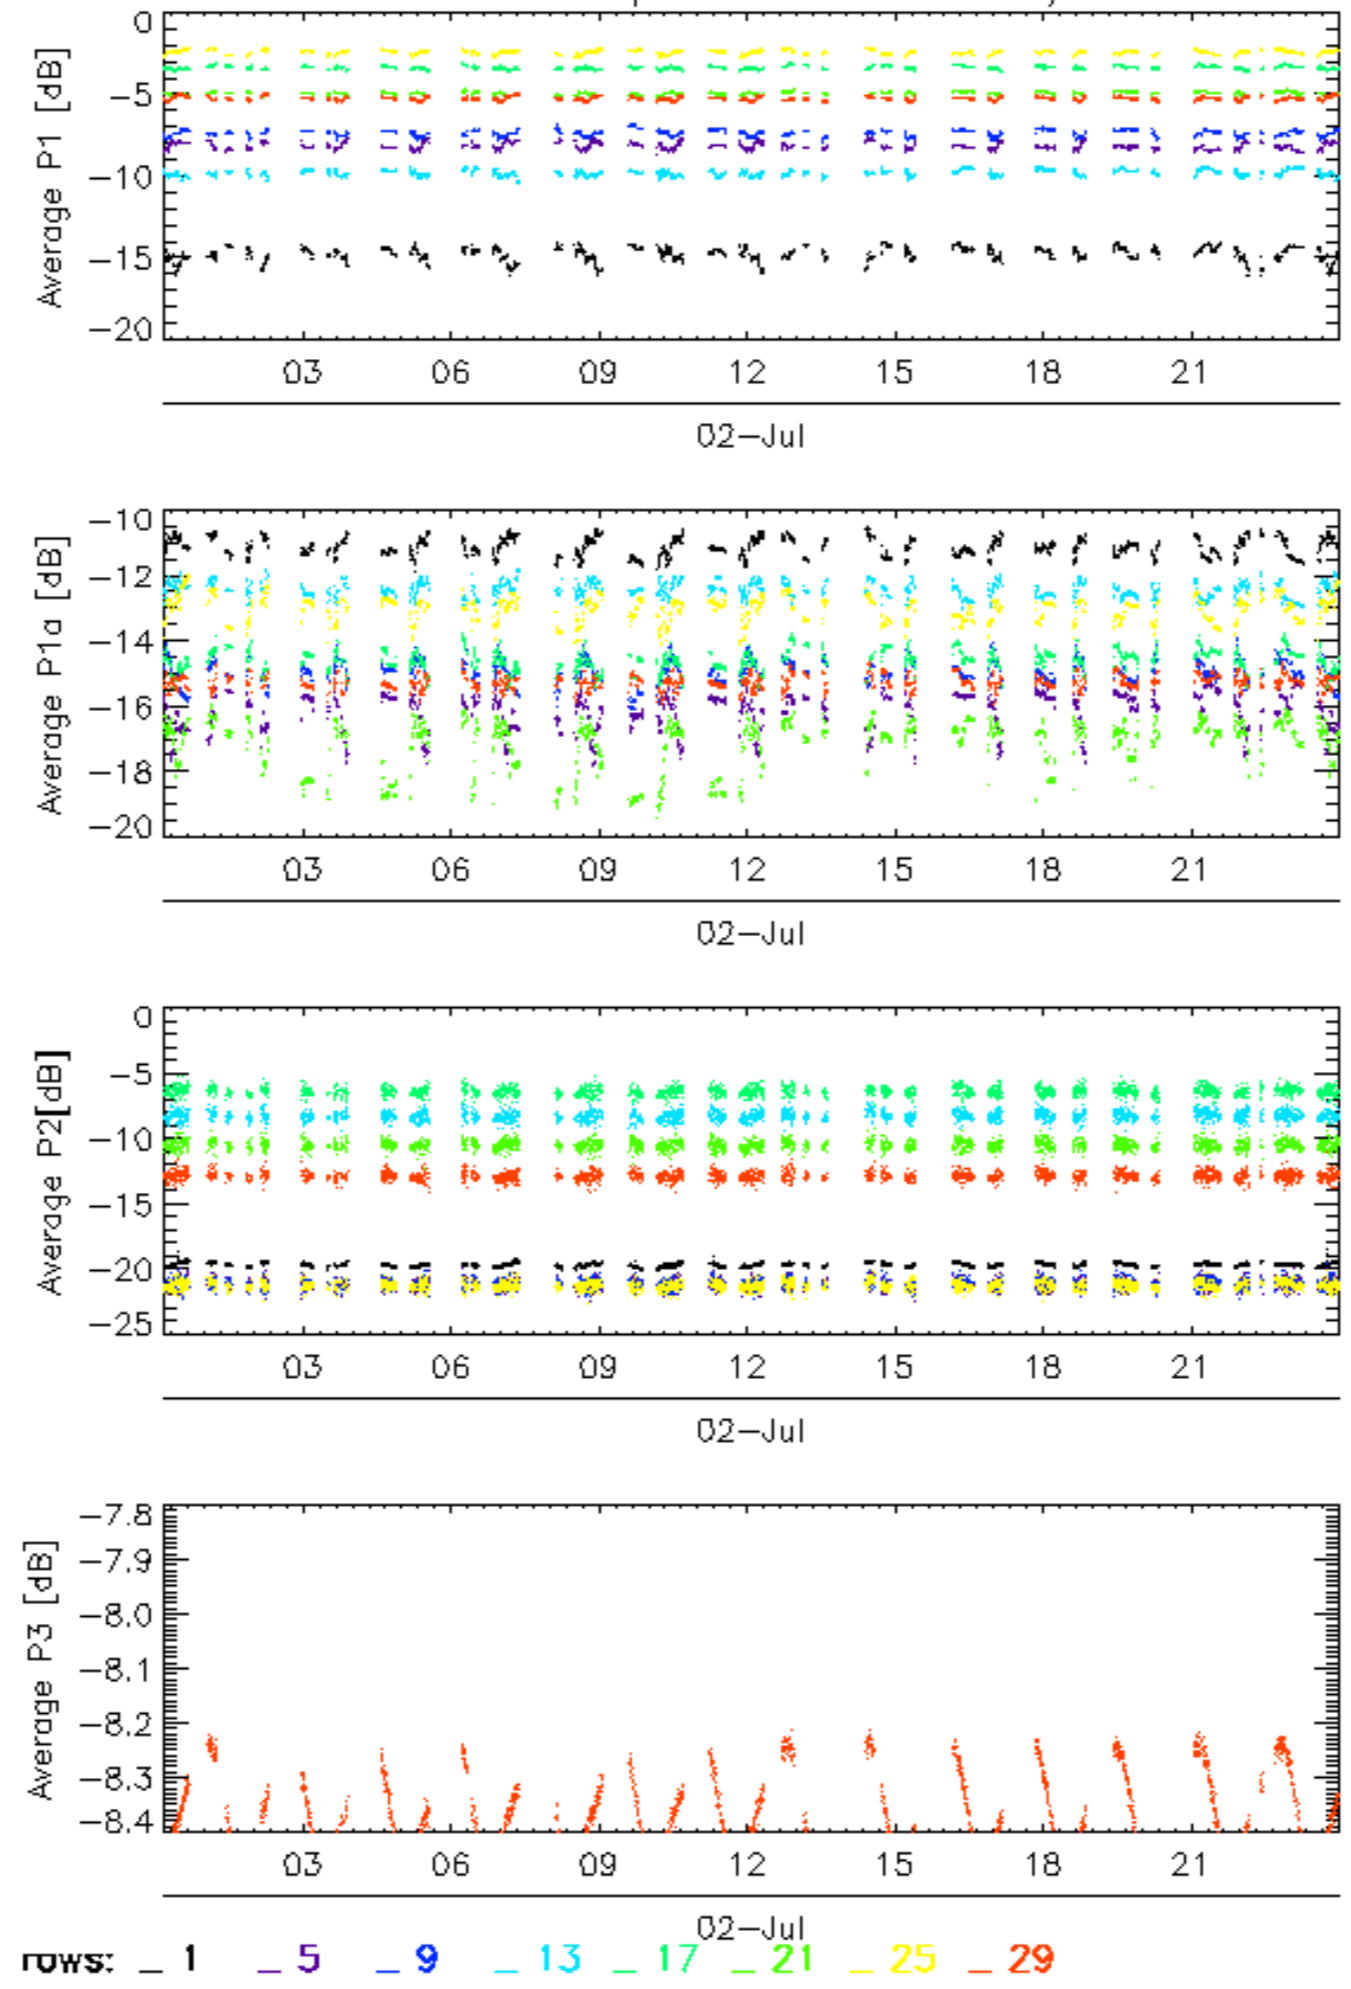 0
−5
−10
−15
−20
Average P1 [dB]
03 06 09 12 15 18 21
02−Jul
−10
−12
−14
−16
−18
−20
Average P1a [dB]
03 06 09 12 15 18 21
02−Jul
0
−5
−10
−15
−20
−25
Average P2[dB]
03 06 09 12 15 18 21
02−Jul
−7.8
−7.9
−8.0
−8.1
−8.2
−8.3
−8.4
Average P3 [dB]
03 06 09 12 15 18 21
02−Jul
rows: _ 1 _ 5 _ 9 _ 13 _ 17 _ 21 _ 25 _ 29